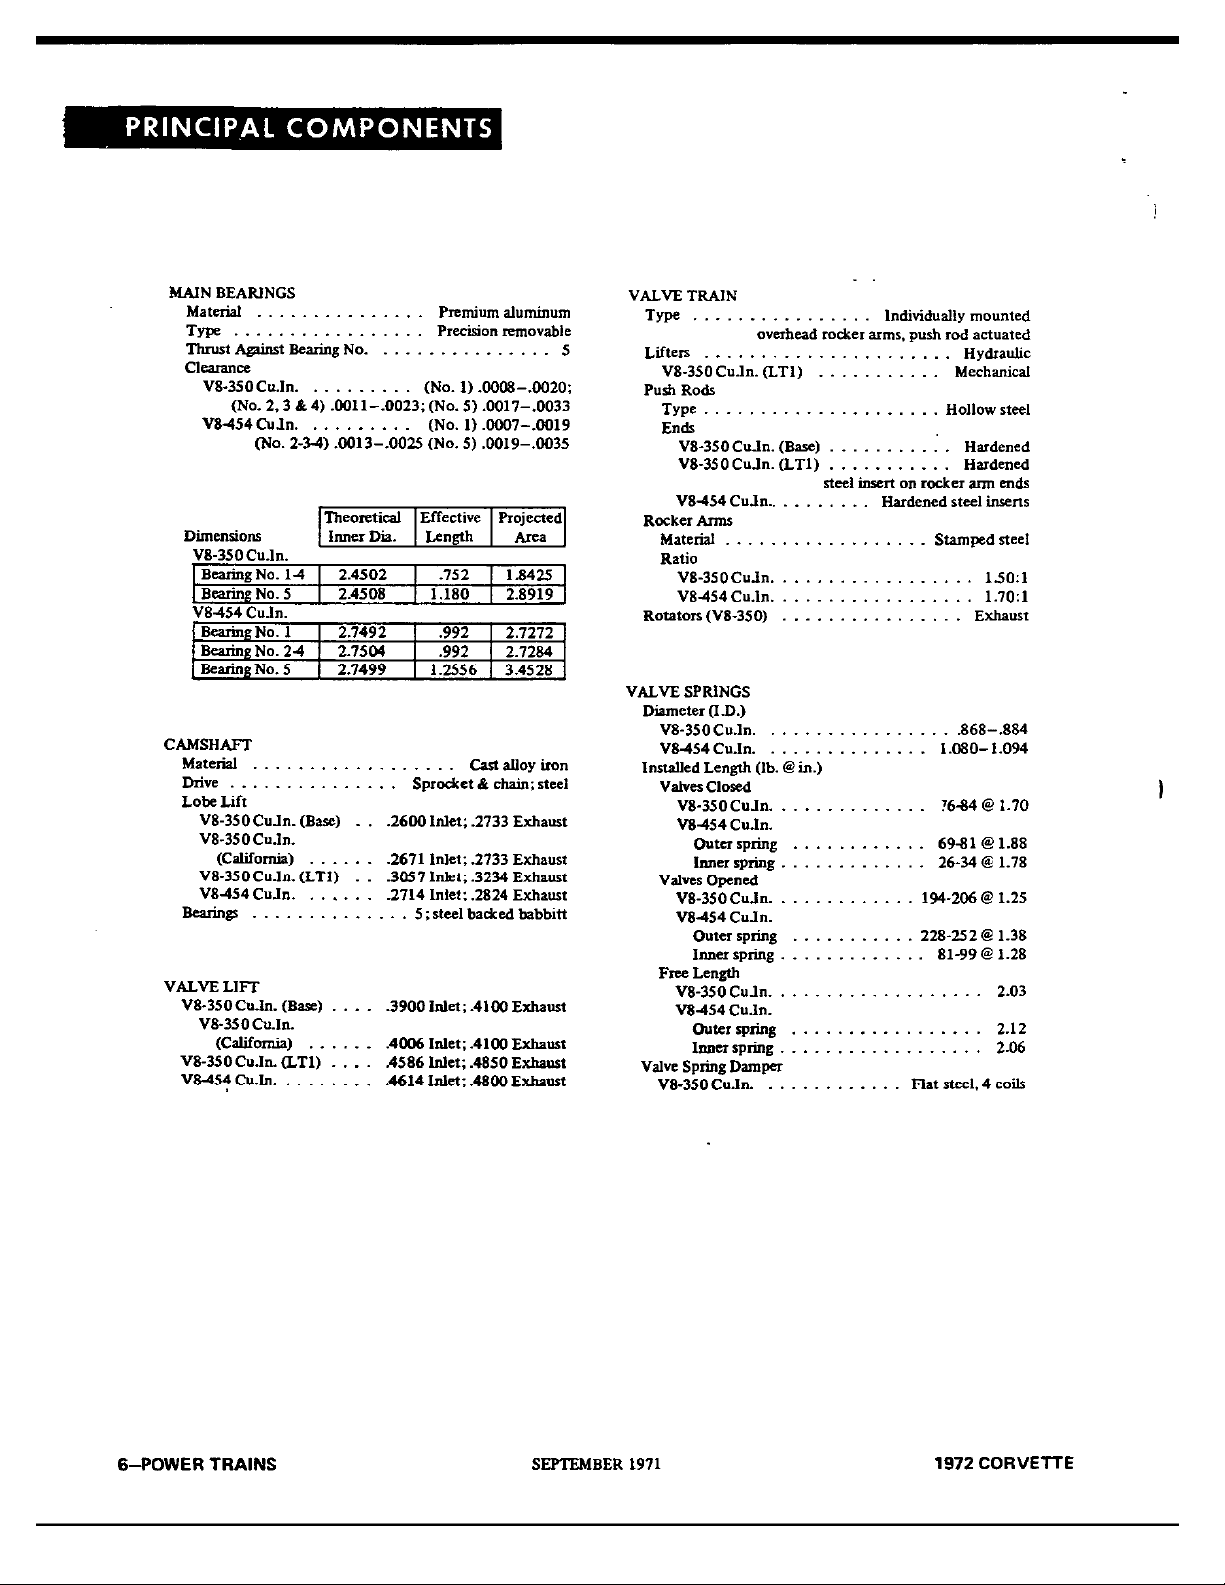 PRINCIPAL COMPONENTS
MAIN BEARINGS
Material . . . . . . . . . . . . . . . Premium aluminum
Type . . . . . . . . . . . . . . . . . Precision removable
Thrust Against Bearing No. . . . . . . . . . . . . . . . 5
Clearance
V8-350 Cu.In. . . . . . . . . . (No. 1) .0008-.0020;
(No. 2, 3 & 4) .0011-.0023; (No. 5) .0017-.0033
V8-454 Cu.In. . . . . . . . . . (No. 1) .0007-.0019
(No. 2-3-4) .0013-.0025 (No. 5) .0019-.0035
Theoretical Effective Projected
Dimensions Inner Dia. Length Area
V8-350 Cu.In.
Bearing No. 1-4 2.4502 .752 1.8425
Bearing No. 5 2.4508 1.180 2.8919
V8-454 Cu.In.
Bearing No. 1 2.7492 .992 2.7272
Bearing No. 2-4 2.7504 .992 2.7284
Bearing No. 5 2.7499 1.2556 3.4528
CAMSHAFT
Material . . . . . . . . . . . . . . . . . . Cast alloy iron
Drive . . . . . . . . . . . . . . . Sprocket & chain; steel
Lobe Lift
V8-350 Cu.In. (Base) . . .2600 Inlet; .2733 Exhaust
V8-350 Cu.In.
(California) . . . . . . .2671 Inlet; .2733 Exhaust
V8-350 Cu.In. (LT1) . . .3057 Inlet; .3234 Exhaust
V8-454 Cu.In. . . . . . . .2714 Inlet; .2824 Exhaust
Bearings . . . . . . . . . . . . . . 5; steel backed babbitt
VALVE LIFT
V8-350 Cu.In. (Base) . . . . .3900 Inlet; .4100 Exhaust
V8-350 Cu.In.
(California) . . . . . . .4006 Inlet; .4100 Exhaust
V8-350 Cu.In. (LT1) . . . . .4586 Inlet; .4850 Exhaust
V8-454 Cu.In. . . . . . . . . .4614 Inlet; .4800 Exhaust
VALVE TRAIN
Type . . . . . . . . . . . . . . . . Individually mounted
overhead rocker arms, push rod actuated
Lifters . . . . . . . . . . . . . . . . . . . . . . Hydraulic
V8-350 Cu.In. (LT1) . . . . . . . . . . . Mechanical
Push Rods
Type . . . . . . . . . . . . . . . . . . . . . Hollow steel
Ends
V8-350 Cu.In. (Base) . . . . . . . . . . . Hardened
V8-350 Cu.In. (LT1) . . . . . . . . . . . Hardened
steel insert on rocker arm ends
V8-454 Cu.In. . . . . . . . . . Hardened steel inserts
Rocker Arms
Material . . . . . . . . . . . . . . . . . . Stamped steel
Ratio
V8-350 Cu.In. . . . . . . . . . . . . . . . . . 1.50:1
V8-454 Cu.In. . . . . . . . . . . . . . . . . . 1.70:1
Rotators (V8-350) . . . . . . . . . . . . . . . . Exhaust
VALVE SPRINGS
Diameter (I.D.)
V8-350 Cu.In. . . . . . . . . . . . . . . . . .868-.884
V8-454 Cu.In. . . . . . . . . . . . . . . 1.080-1.094
Installed Length (lb. @ in.)
Valves Closed
V8-350 Cu.In. . . . . . . . . . . . . . 76-84 @ 1.70
V8-454 Cu.In.
Outer spring . . . . . . . . . . . . 69-81 @ 1.88
Inner spring . . . . . . . . . . . . . 26-34 @ 1.78
Valves Opened
V8-350 Cu.In. . . . . . . . . . . . . 194-206 @ 1.25
V8-454 Cu.In.
Outer spring . . . . . . . . . . . 228-252 @ 1.38
Inner spring . . . . . . . . . . . . . 81-99 @ 1.28
Free Length
V8-350 Cu.In. . . . . . . . . . . . . . . . . . . 2.03
V8-454 Cu.In.
Outer spring . . . . . . . . . . . . . . . . . 2.12
Inner spring . . . . . . . . . . . . . . . . . . 2.06
Valve Spring Damper
V8-350 Cu.In. . . . . . . . . . . . . Flat steel, 4 coils
6—POWER TRAINS SEPTEMBER 1971 1972 CORVETTE